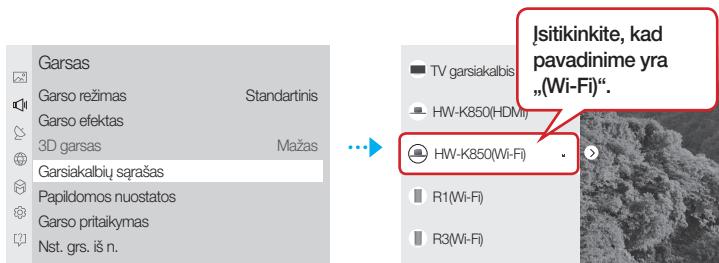 Garsas
Garso režimas Standartinis
Garso efektas
3D garsas Mažas
Garsiakalbių sąrašas
Papildomos nuostatos
Garso pritaikymas
Nst. grs. iš n.
TV garsiakalbis
HW-K850(HDMI)
HW-K850(Wi-Fi)
R1(Wi-Fi)
R3(Wi-Fi)
Įsitikinkite, kad
pavadinime yra
„(Wi-Fi)“.